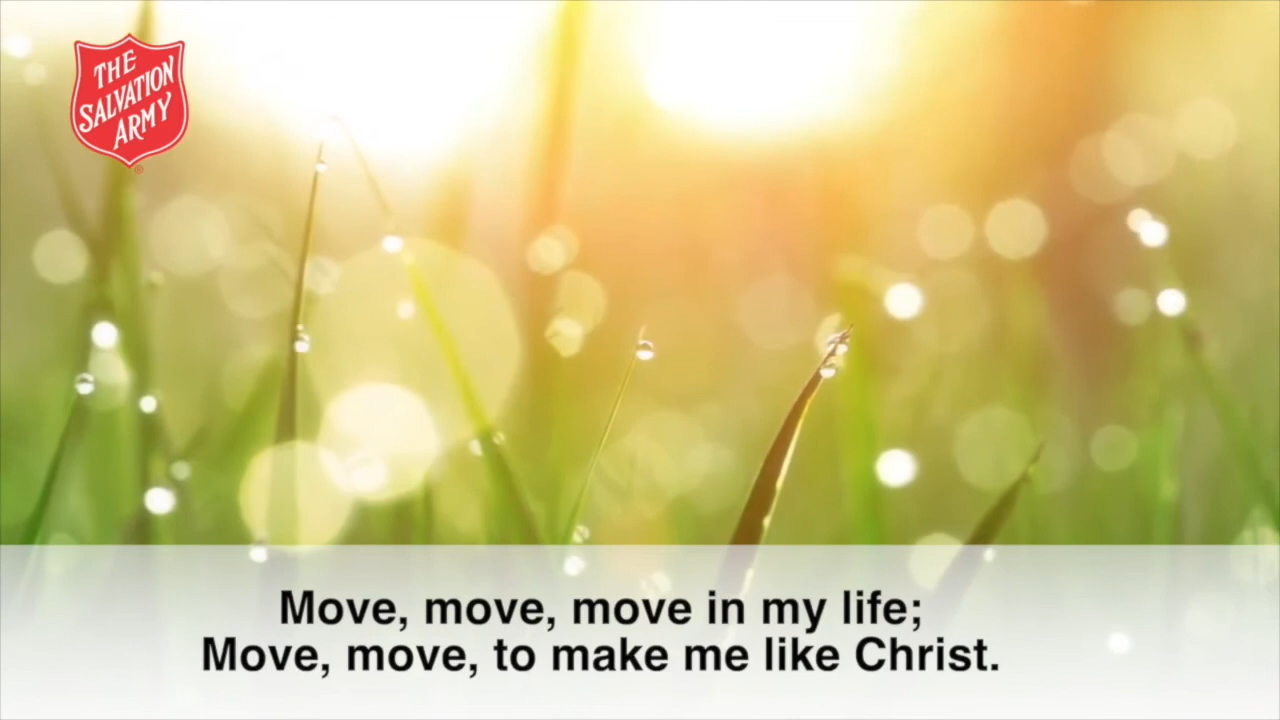 THE
SALVATION
ARMY
®
Move, move, move in my life;
Move, move, to make me like Christ.